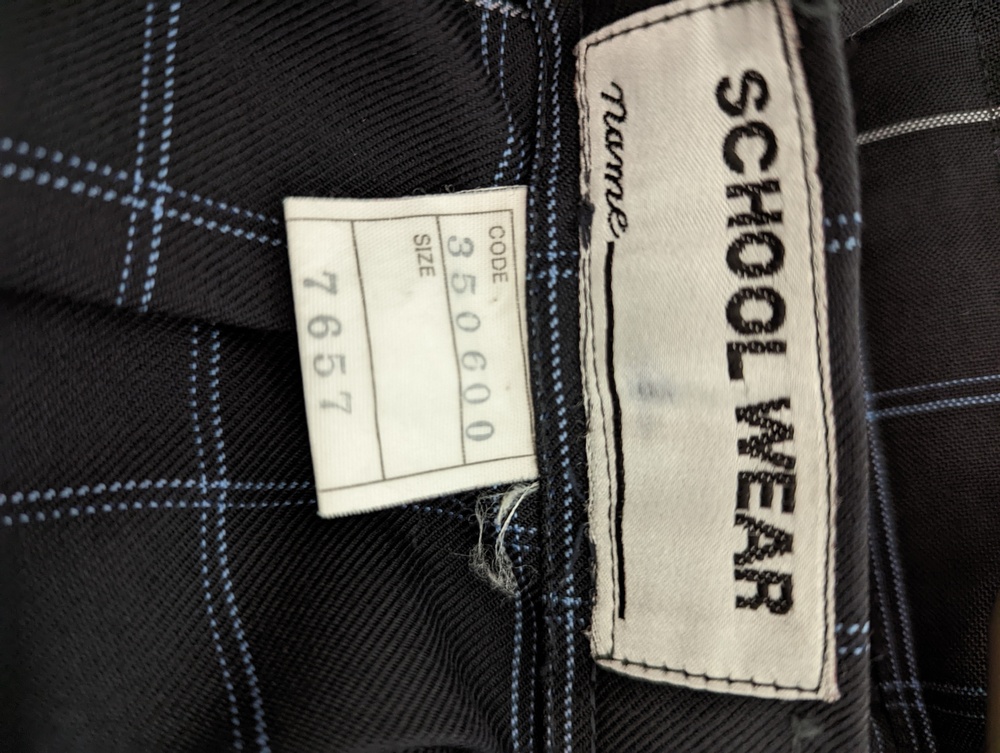 SCHOOL WEAR
name
CODE
350600
SIZE
7657